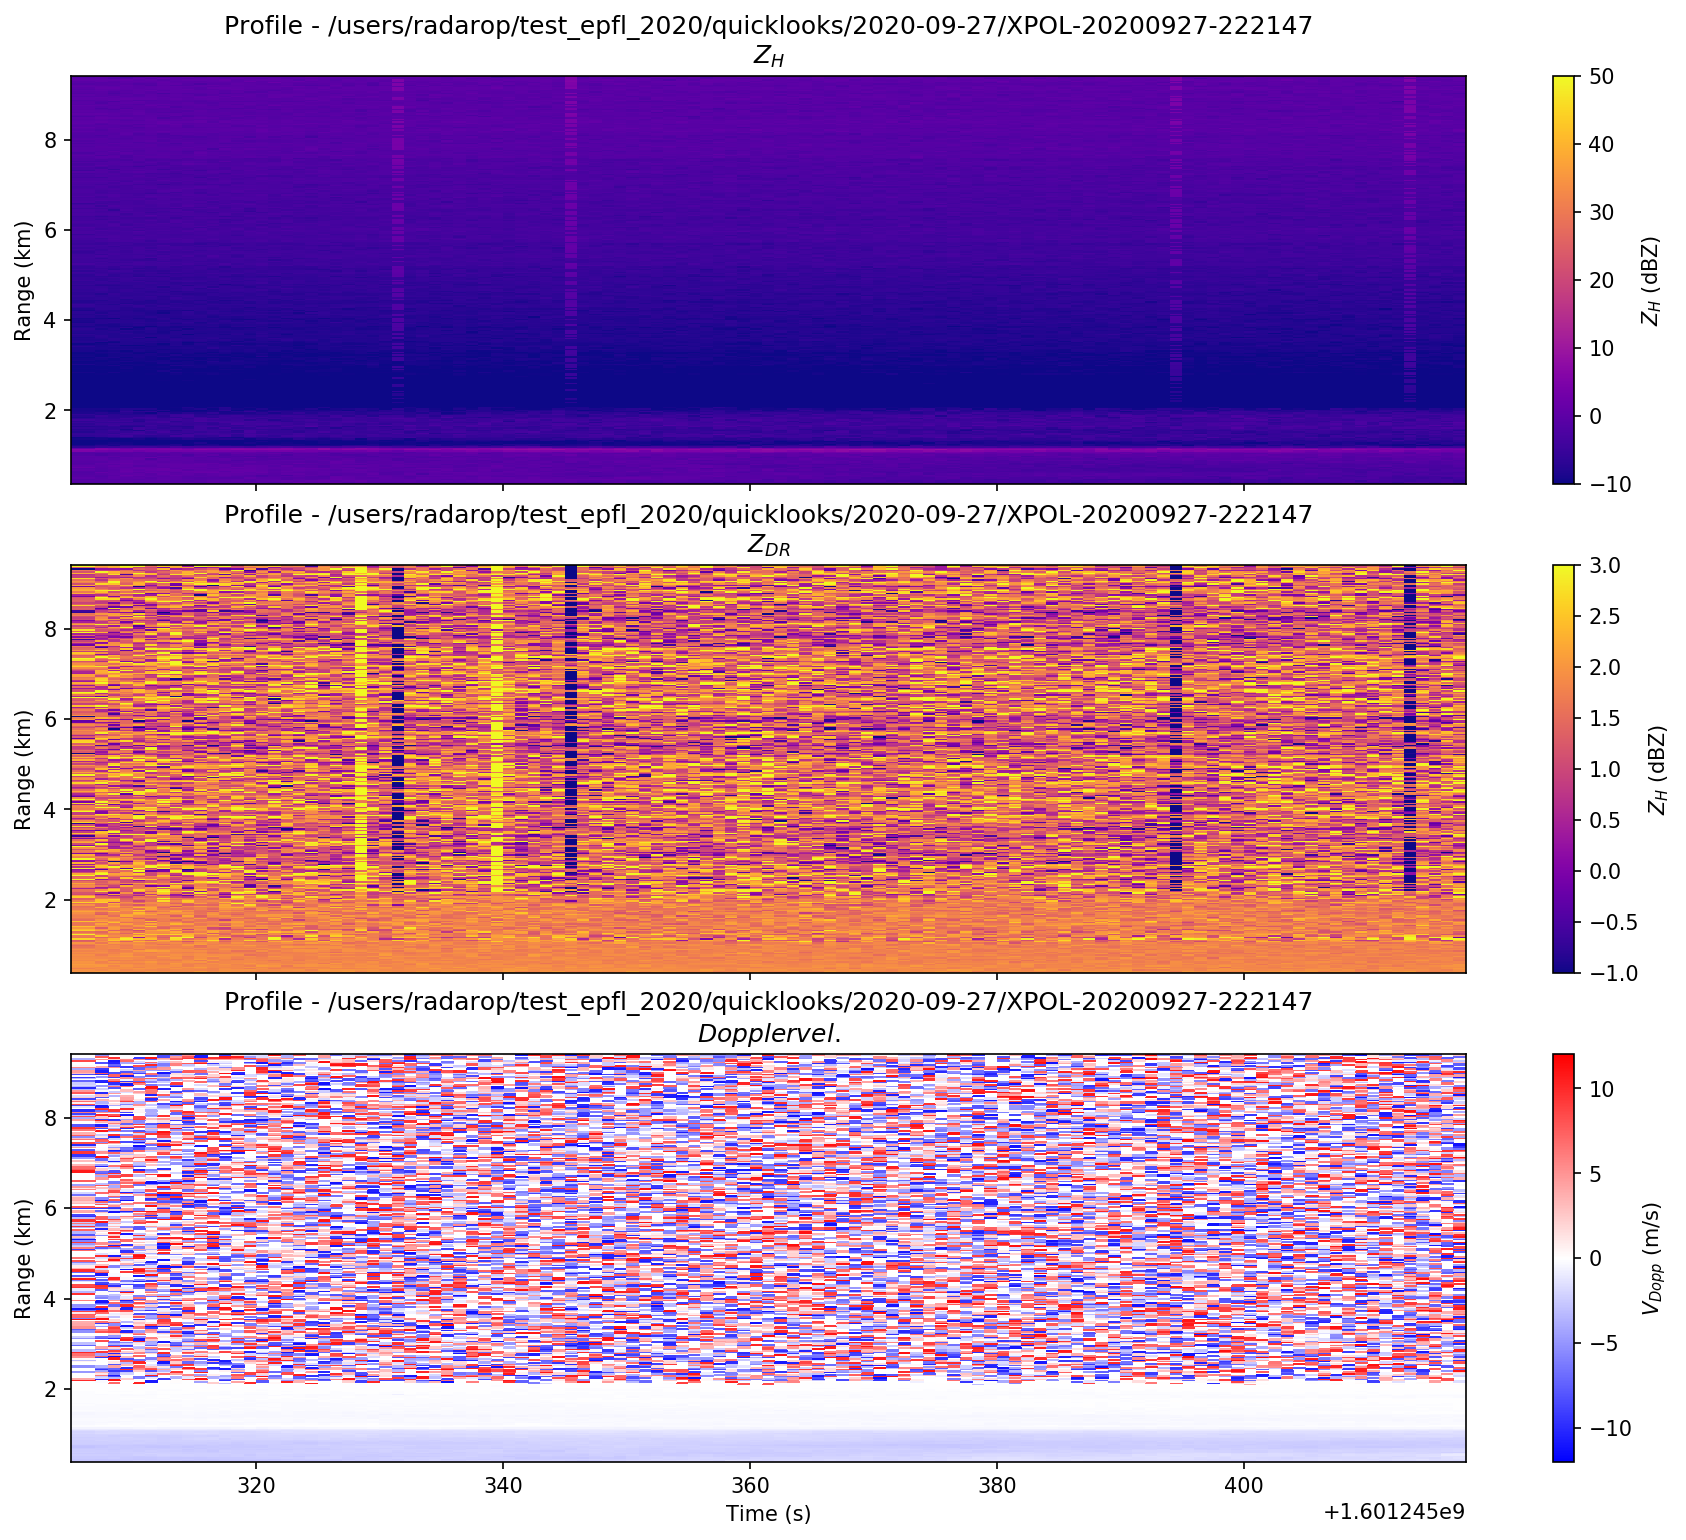 Profile - /users/radarop/test_epfl_2020/quicklooks/2020-09-27/XPOL-20200927-222147
Z_H
50
40
30
20
10
0
−10
Z_H (dBZ)
8
6
4
2
Range (km)
Profile - /users/radarop/test_epfl_2020/quicklooks/2020-09-27/XPOL-20200927-222147
Z_DR
3.0
2.5
2.0
1.5
1.0
0.5
0.0
−0.5
−1.0
Z_H (dBZ)
8
6
4
2
Range (km)
Profile - /users/radarop/test_epfl_2020/quicklooks/2020-09-27/XPOL-20200927-222147
Dopplervel.
10
5
0
−5
−10
V_Dopp (m/s)
8
6
4
2
Range (km)
320 340 360 380 400
Time (s)
+1.601245e9